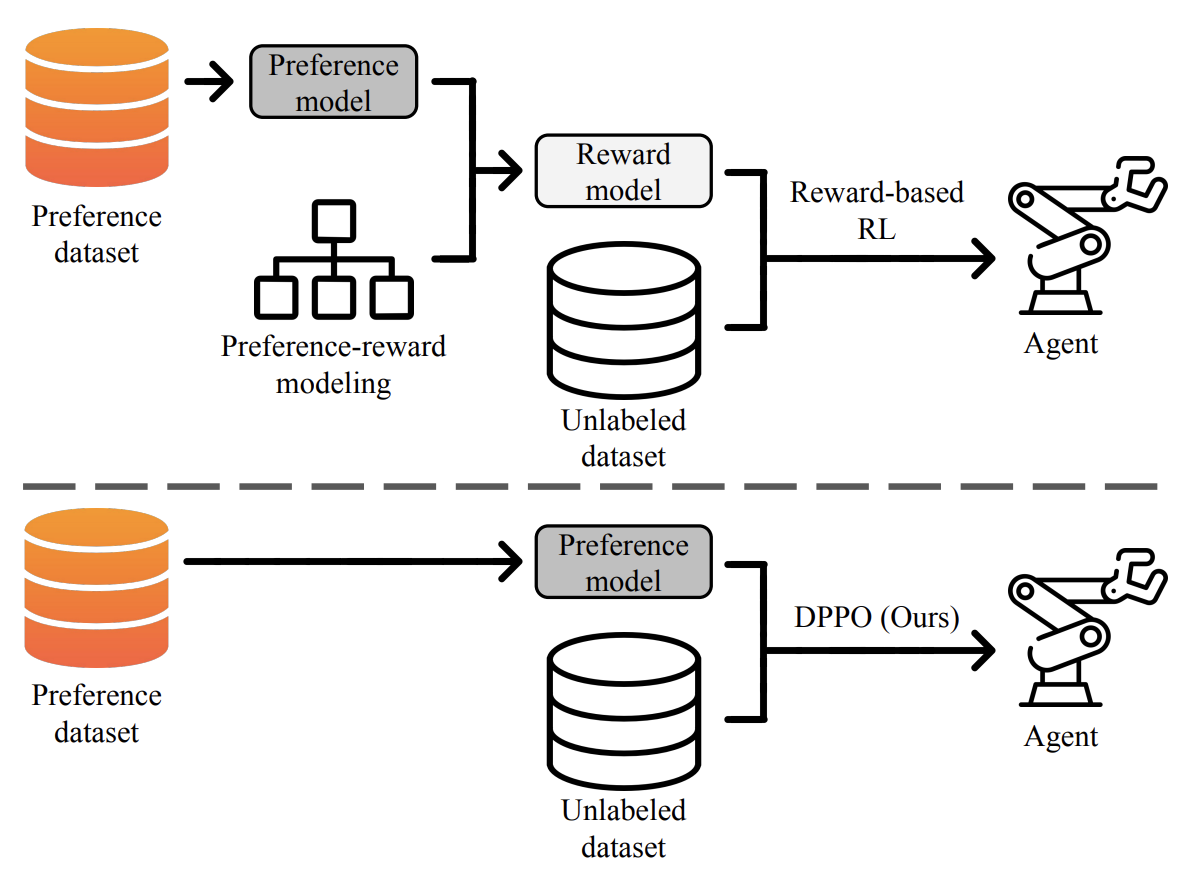 Preference
model
Preference
dataset
Preference-reward
modeling
Reward
model
Unlabeled
dataset
Reward-based
RL
Agent
Preference
dataset
Preference
model
Unlabeled
dataset
DPPO (Ours)
Agent